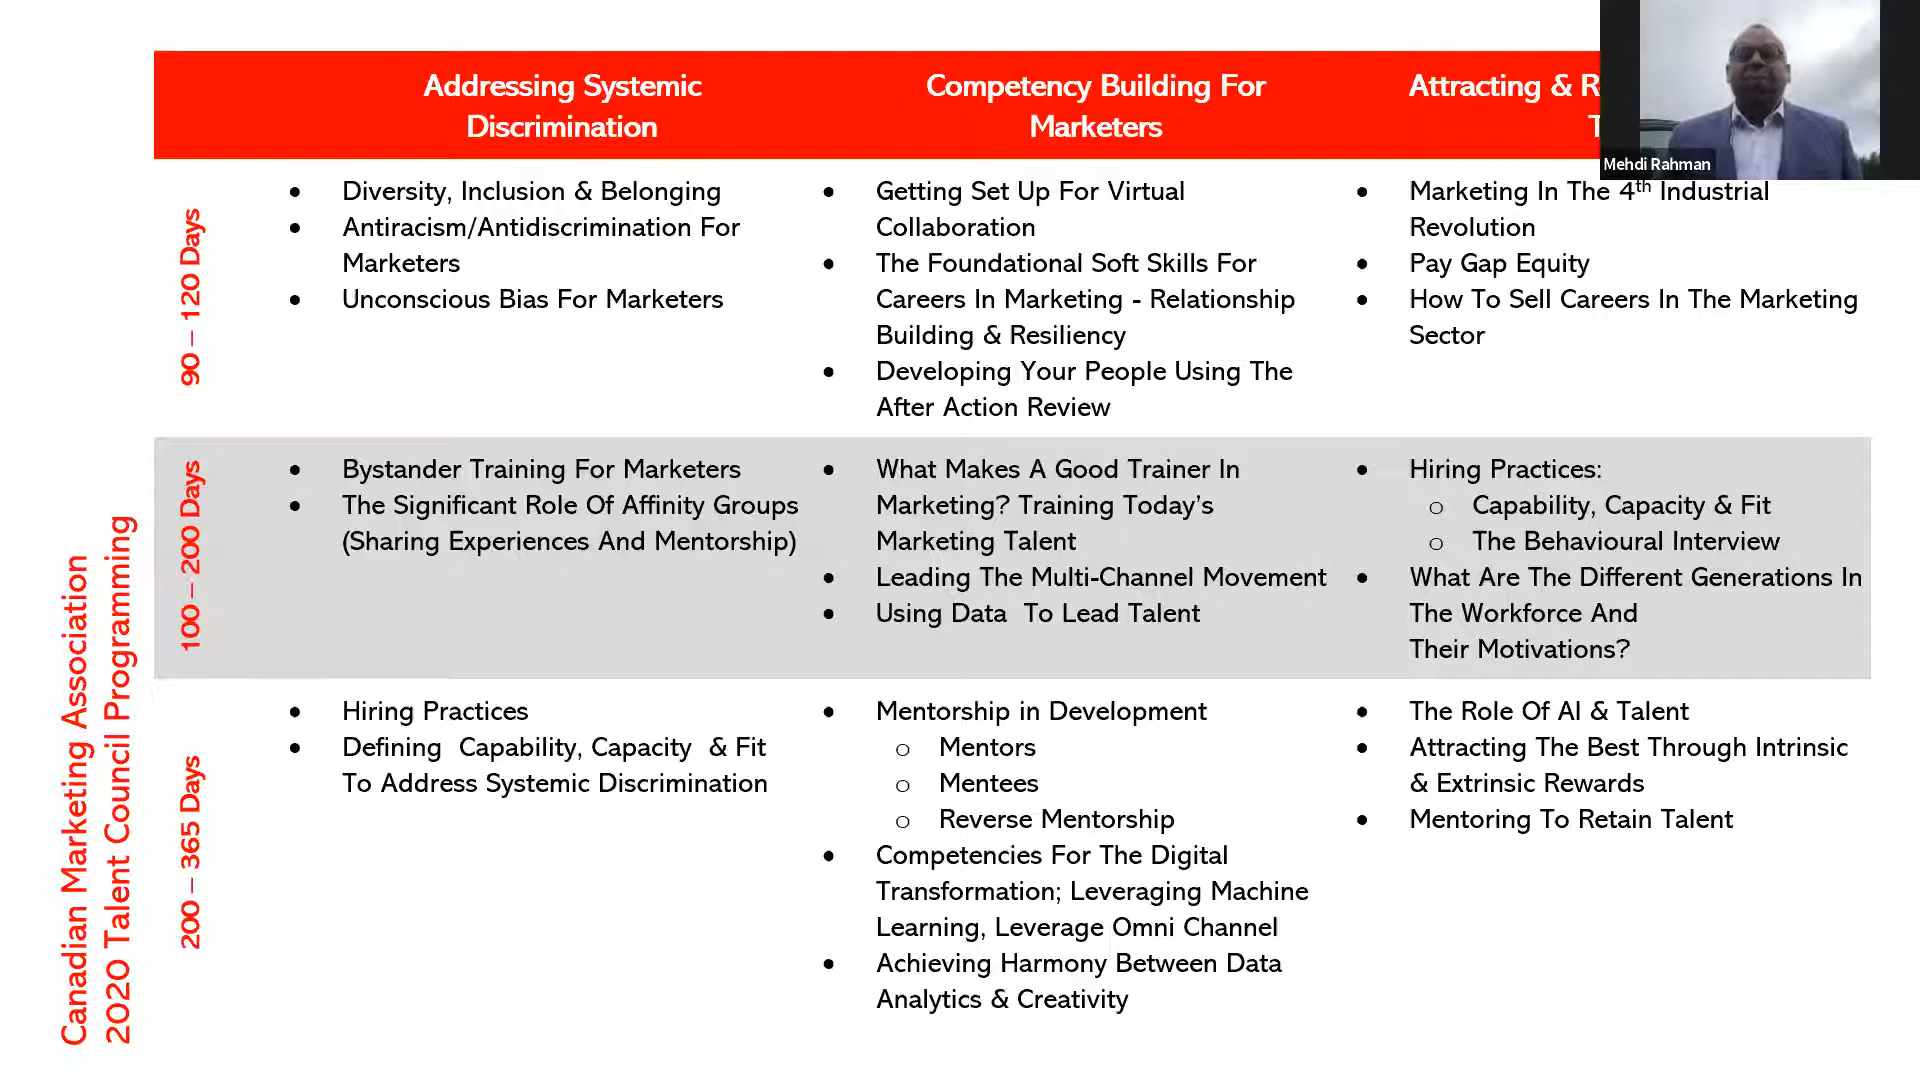 Addressing Systemic
Discrimination
Competency Building For
Marketers
Attracting & R
T
Mehdi Rahman
90 – 120 Days
Diversity, Inclusion & Belonging
Antiracism/Antidiscrimination For
Marketers
Unconscious Bias For Marketers
Getting Set Up For Virtual
Collaboration
The Foundational Soft Skills For
Careers In Marketing - Relationship
Building & Resiliency
Developing Your People Using The
After Action Review
Marketing In The 4th Industrial
Revolution
Pay Gap Equity
How To Sell Careers In The Marketing
Sector
100 – 200 Days
Bystander Training For Marketers
The Significant Role Of Affinity Groups
(Sharing Experiences And Mentorship)
What Makes A Good Trainer In
Marketing? Training Today’s
Marketing Talent
Leading The Multi-Channel Movement
Using Data  To Lead Talent
Hiring Practices:
Capability, Capacity & Fit
The Behavioural Interview
What Are The Different Generations In
The Workforce And
Their Motivations?
200 – 365 Days
Hiring Practices
Defining  Capability, Capacity  & Fit
To Address Systemic Discrimination
Mentorship in Development
Mentors
Mentees
Reverse Mentorship
Competencies For The Digital
Transformation; Leveraging Machine
Learning, Leverage Omni Channel
Achieving Harmony Between Data
Analytics & Creativity
The Role Of AI & Talent
Attracting The Best Through Intrinsic
& Extrinsic Rewards
Mentoring To Retain Talent
Canadian Marketing Association
2020 Talent Council Programming